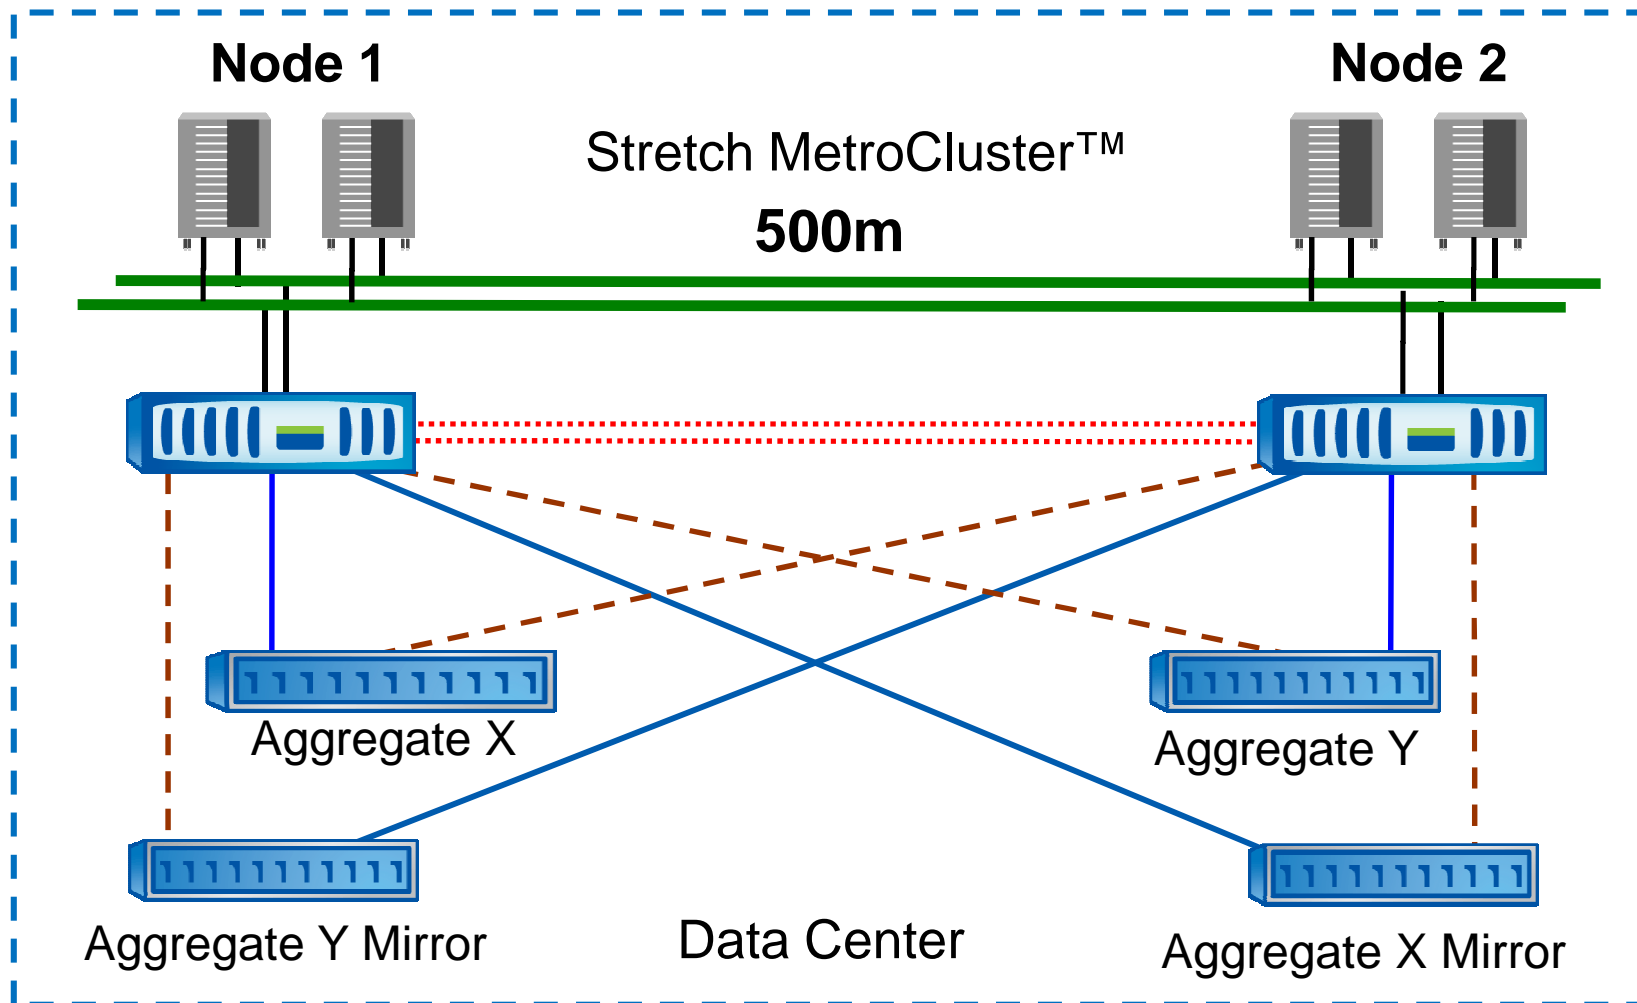 Node 1
Node 2
Stretch MetroCluster™
500m
Aggregate X
Aggregate Y
Aggregate Y Mirror
Data Center
Aggregate X Mirror